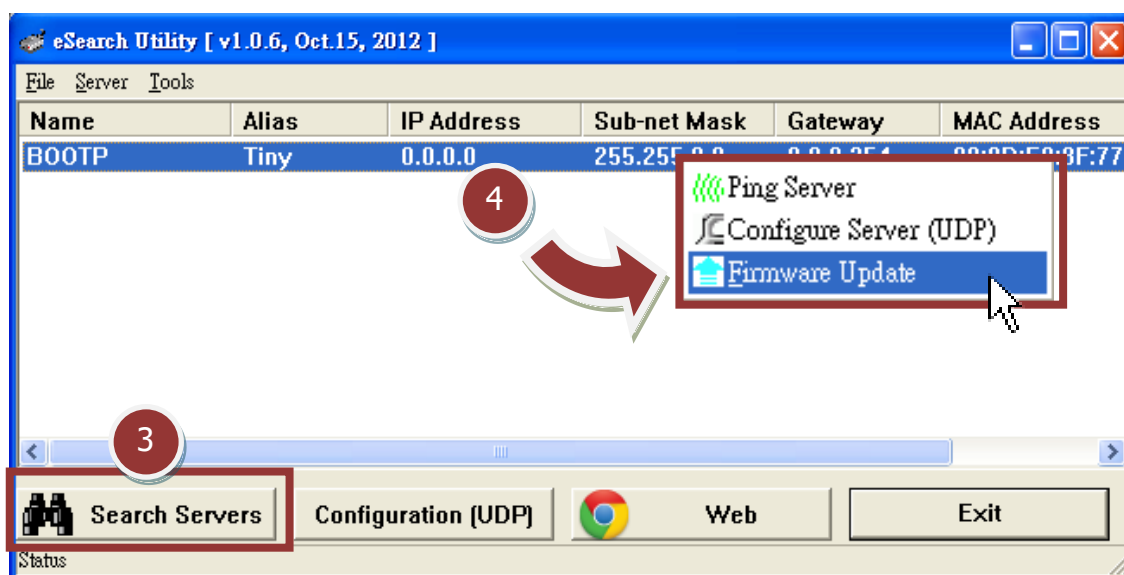 eSearch Utility [ v1.0.6, Oct.15, 2012 ]
File Server Tools
Name Alias IP Address Sub-net Mask Gateway MAC Address
BOOTP Tiny 0.0.0.0
Ping Server
4
Configure Server (UDP)
Firmware Update
3
Search Servers Configuration (UDP) Web Exit
Status